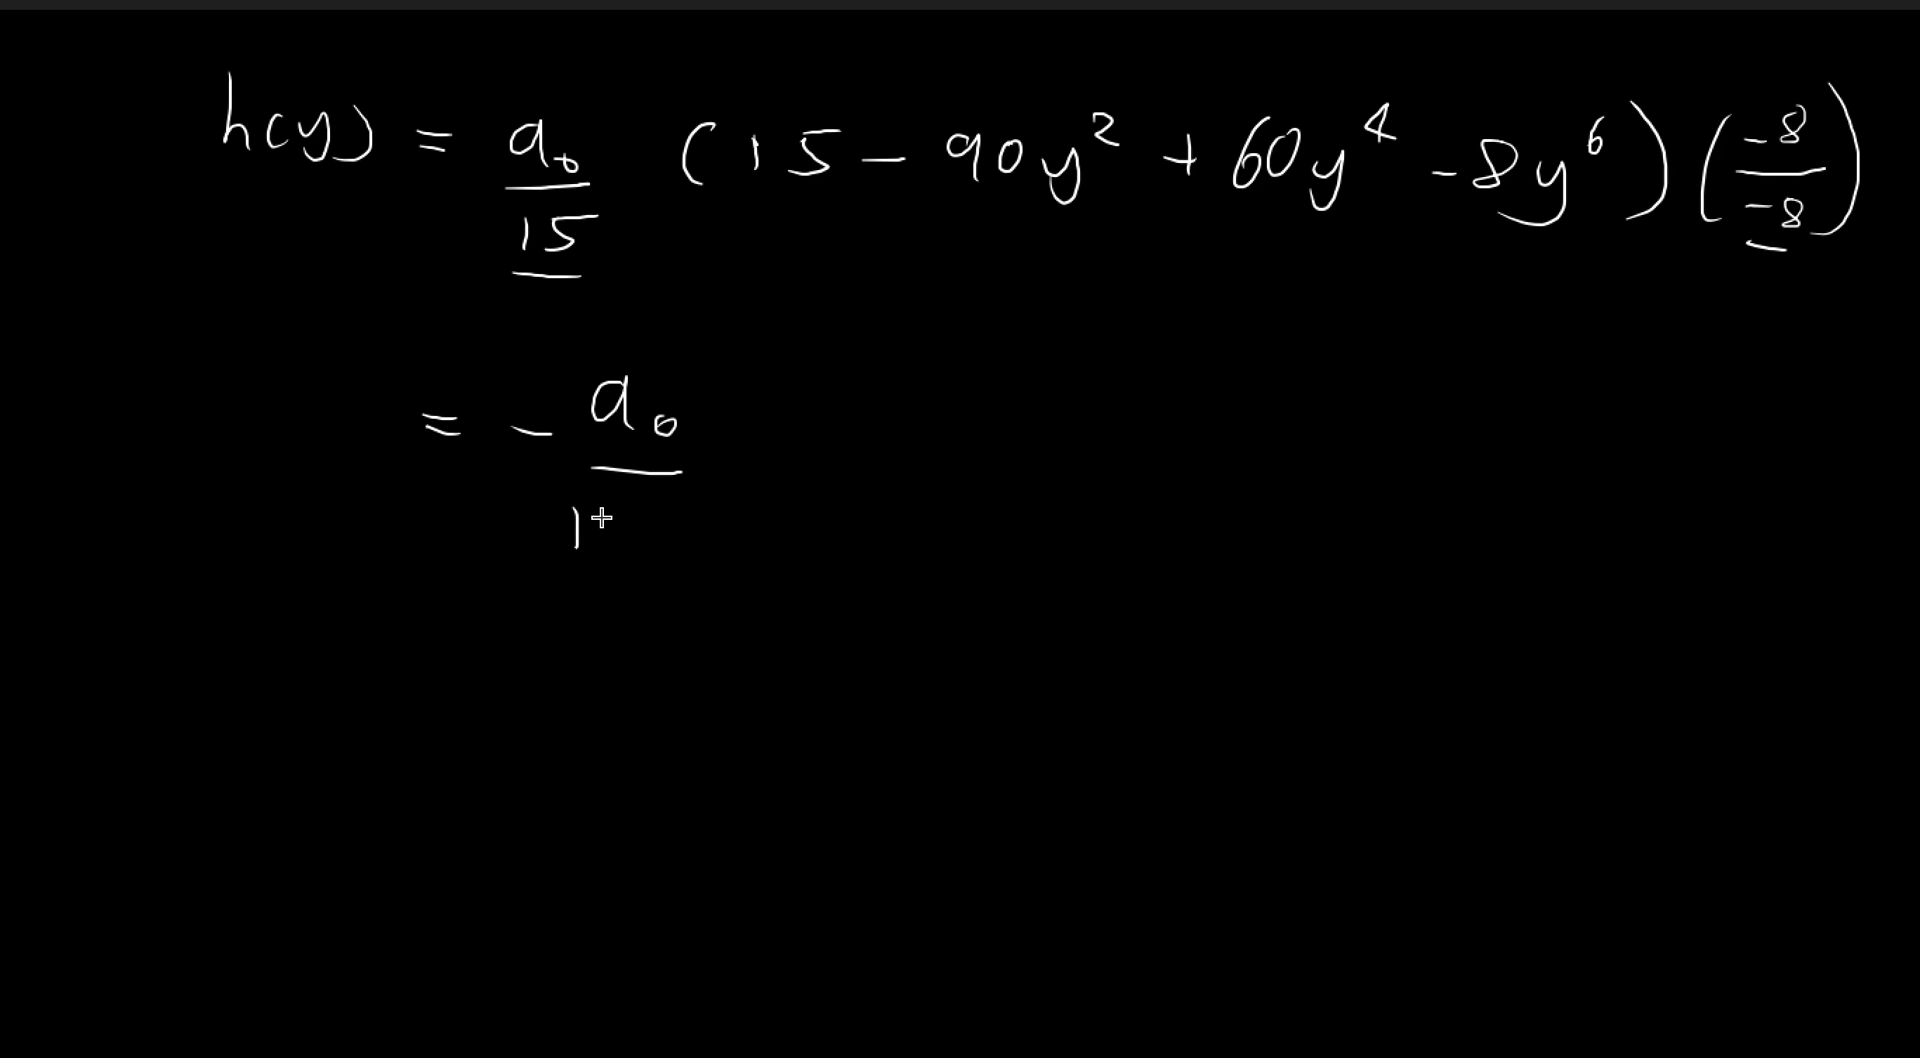 h(y) = a₀/15 (15 - 90y² + 60y⁴ - 8y⁶) (-8/-8)
= - a₀/1